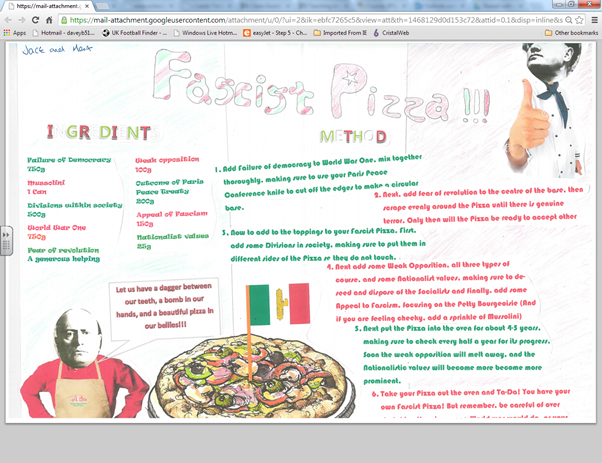 https://mail-attachment.googleusercontent.com/attachment/u/0/?ui=2&ik=ebfc7265c5&view=att&th=1468129d0d153c72&attid=0.1&disp=inline&s
Apps
Hotmail - daveyb51...
UK Football Finder - ...
Windows Live Hotm...
easyJet - Step 5 - Ch...
Imported From IE
CristalWeb
Other bookmarks
Jack and
Fascist Pizza !!!
INGREDIENTS
METHOD
Failure of Democracy
750g
Mussolini
1 Can
Divisions within society
500g
World War One
750g
Fear of revolution
A generous helping
Weak opposition
100g
Outcome of Paris
Peace Treaty
200g
Appeal of Fascism
150g
Nationalist values
25g
1. Add Failure of democracy to World War One, mix together
thoroughly, making sure to use your Paris Peace
Conference knife to cut off the edges to make a circular
base.
2. Next, add fear of revolution to the centre of the base, then
scrape evenly around the Pizza until there is genuine
terror. Only then will the Pizza be ready to accept other
3. Now to add to the toppings to your Fascist Pizza. First,
add some Divisions in society, making sure to put them in
different sides of the Pizza so they do not touch.
4. Next add some Weak Opposition, all three types of
course, and some Nationalist values, making sure to de-
seed and dispose of the Socialists and finally, add some
Appeal to Fascism, focusing on the Petty Bourgeoisie (And
if you are feeling cheeky, add a sprinkle of Mussolini)
5. Next put the Pizza into the oven for about 4-5 years,
making sure to check every half a year for its progress.
Soon the weak opposition will melt away, and the
Nationalistic values will become more become more
prominent.
6. Take your Pizza out the oven and Ta-Da! You have your
own Fascist Pizza! But remember, be careful of over
Let us have a dagger between
our teeth, a bomb in our
hands, and a beautiful pizza in
our bellies!!!